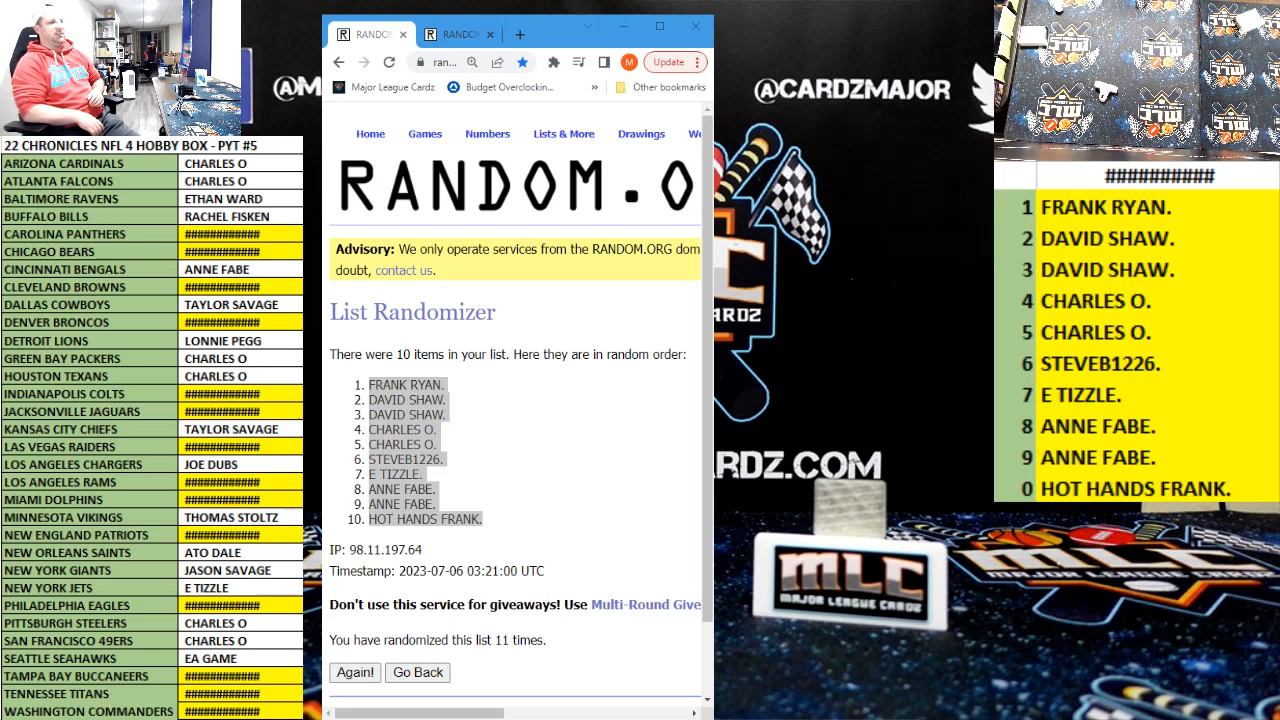 22 CHRONICLES NFL 4 HOBBY BOX - PYT #5
ARIZONA CARDINALS CHARLES O
ATLANTA FALCONS CHARLES O
BALTIMORE RAVENS ETHAN WARD
BUFFALO BILLS RACHEL FISKEN
CAROLINA PANTHERS ############
CHICAGO BEARS ############
CINCINNATI BENGALS ANNE FABE
CLEVELAND BROWNS ############
DALLAS COWBOYS TAYLOR SAVAGE
DENVER BRONCOS ############
DETROIT LIONS LONNIE PEGG
GREEN BAY PACKERS CHARLES O
HOUSTON TEXANS CHARLES O
INDIANAPOLIS COLTS ############
JACKSONVILLE JAGUARS ############
KANSAS CITY CHIEFS TAYLOR SAVAGE
LAS VEGAS RAIDERS ############
LOS ANGELES CHARGERS JOE DUBS
LOS ANGELES RAMS ############
MIAMI DOLPHINS ############
MINNESOTA VIKINGS THOMAS STOLTZ
NEW ENGLAND PATRIOTS ############
NEW ORLEANS SAINTS ATO DALE
NEW YORK GIANTS JASON SAVAGE
NEW YORK JETS E TIZZLE
PHILADELPHIA EAGLES ############
PITTSBURGH STEELERS CHARLES O
SAN FRANCISCO 49ERS CHARLES O
SEATTLE SEAHAWKS EA GAME
TAMPA BAY BUCCANEERS ############
TENNESSEE TITANS ############
WASHINGTON COMMANDERS ############
@M
RANDO
RANDO
ran...
M
Update
Major League Cardz
Budget Overclockin...
»
Other bookmarks
Home Games Numbers Lists & More Drawings We
RANDOM.O
Advisory: We only operate services from the RANDOM.ORG dom
doubt, contact us.
List Randomizer
There were 10 items in your list. Here they are in random order:
1. FRANK RYAN.
2. DAVID SHAW.
3. DAVID SHAW.
4. CHARLES O.
5. CHARLES O.
6. STEVEB1226.
7. E TIZZLE.
8. ANNE FABE.
9. ANNE FABE.
10. HOT HANDS FRANK.
IP: 98.11.197.64
Timestamp: 2023-07-06 03:21:00 UTC
Don't use this service for giveaways! Use Multi-Round Give
You have randomized this list 11 times.
Again! Go Back
@CARDZMAJOR
CARDZ
RDZ.COM
MLC
MAJOR LEAGUE CARDZ
MLC
MAJOR LEAGUE CARDZ
##########
1 FRANK RYAN.
2 DAVID SHAW.
3 DAVID SHAW.
4 CHARLES O.
5 CHARLES O.
6 STEVEB1226.
7 E TIZZLE.
8 ANNE FABE.
9 ANNE FABE.
0 HOT HANDS FRANK.